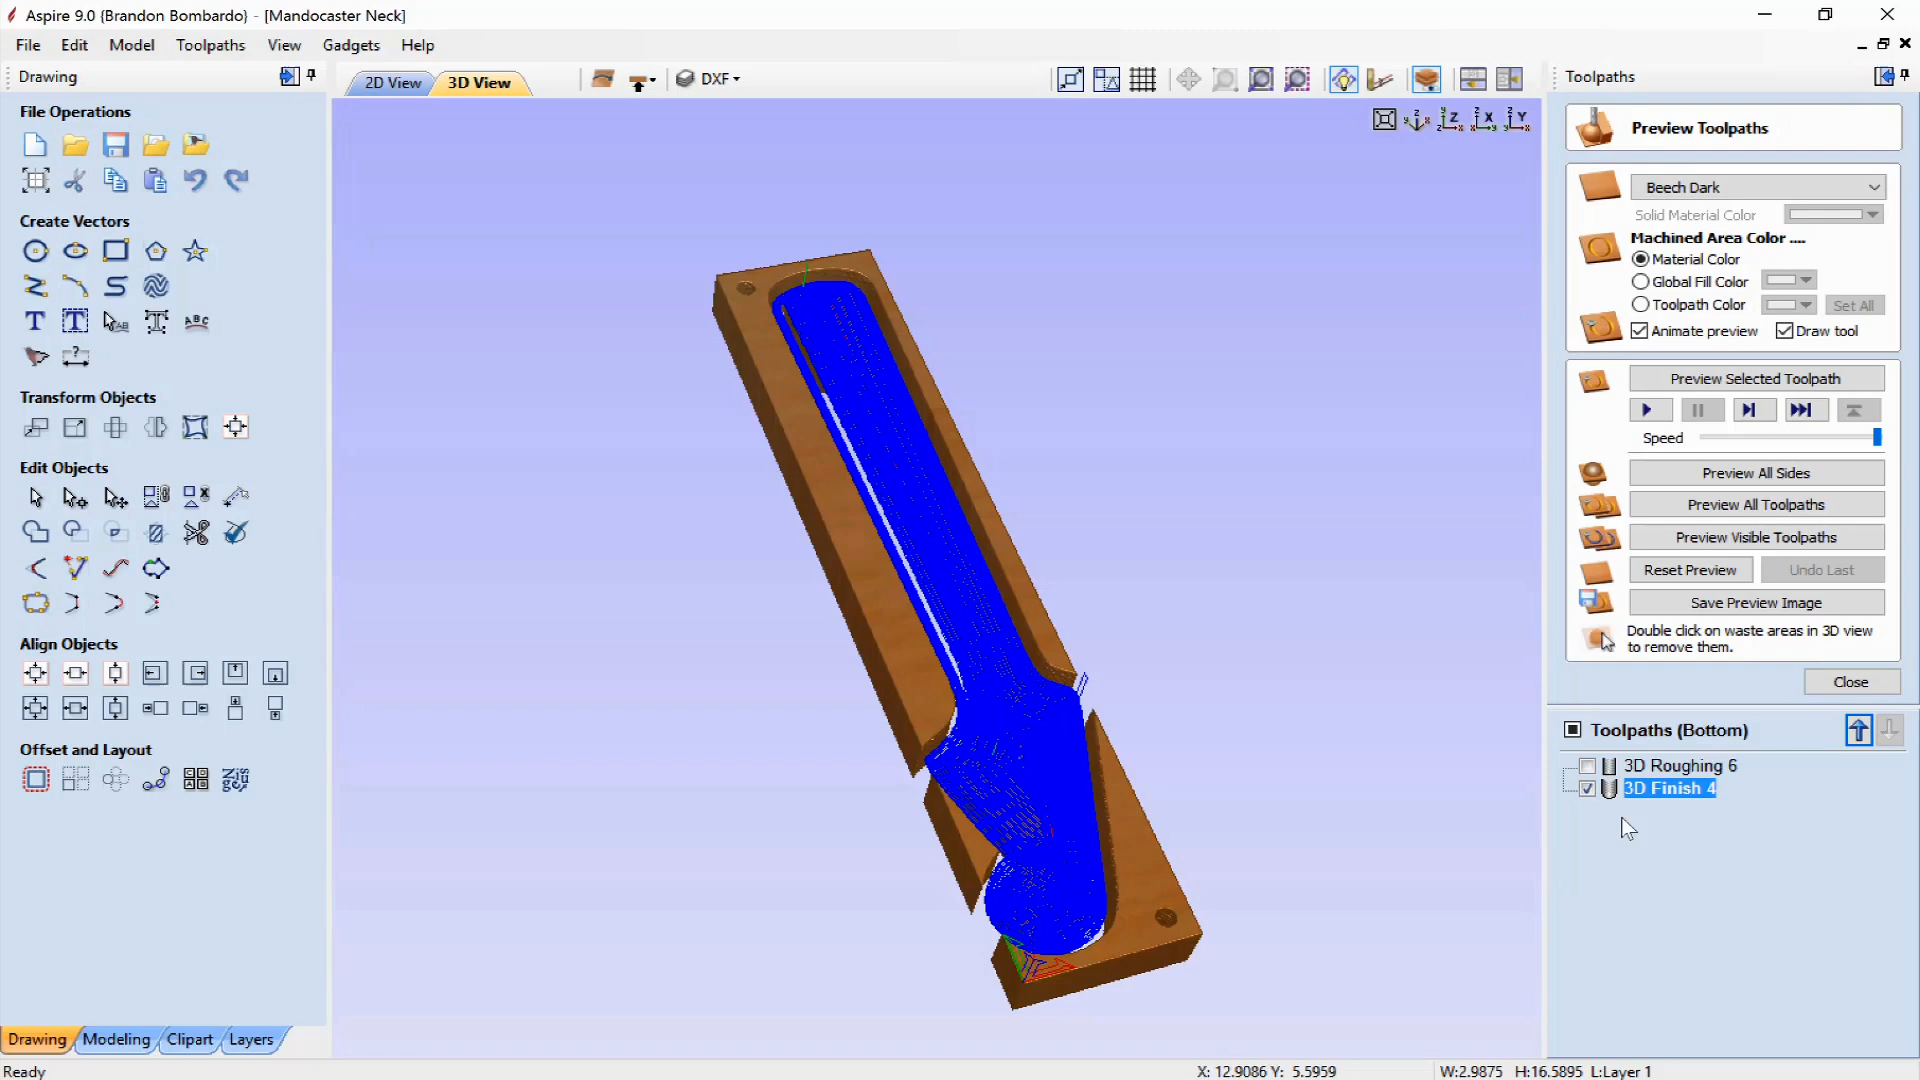 Aspire 9.0 {Brandon Bombardo} - [Mandocaster Neck]
File Edit Model Toolpaths View Gadgets Help
Drawing
2D View 3D View
DXF
Toolpaths
File Operations
Create Vectors
Transform Objects
Edit Objects
Align Objects
Offset and Layout
Drawing Modeling Clipart Layers
Z X Y
Preview Toolpaths
Beech Dark
Solid Material Color
Machined Area Color ....
Material Color
Global Fill Color
Toolpath Color Set All
Animate preview Draw tool
Preview Selected Toolpath
Speed
Preview All Sides
Preview All Toolpaths
Preview Visible Toolpaths
Reset Preview Undo Last
Save Preview Image
Double click on waste areas in 3D view
to remove them.
Close
Toolpaths (Bottom)
3D Roughing 6
3D Finish 4
Ready
X: 12.9086 Y: 5.5959
W:2.9875 H:16.5895 L:Layer 1